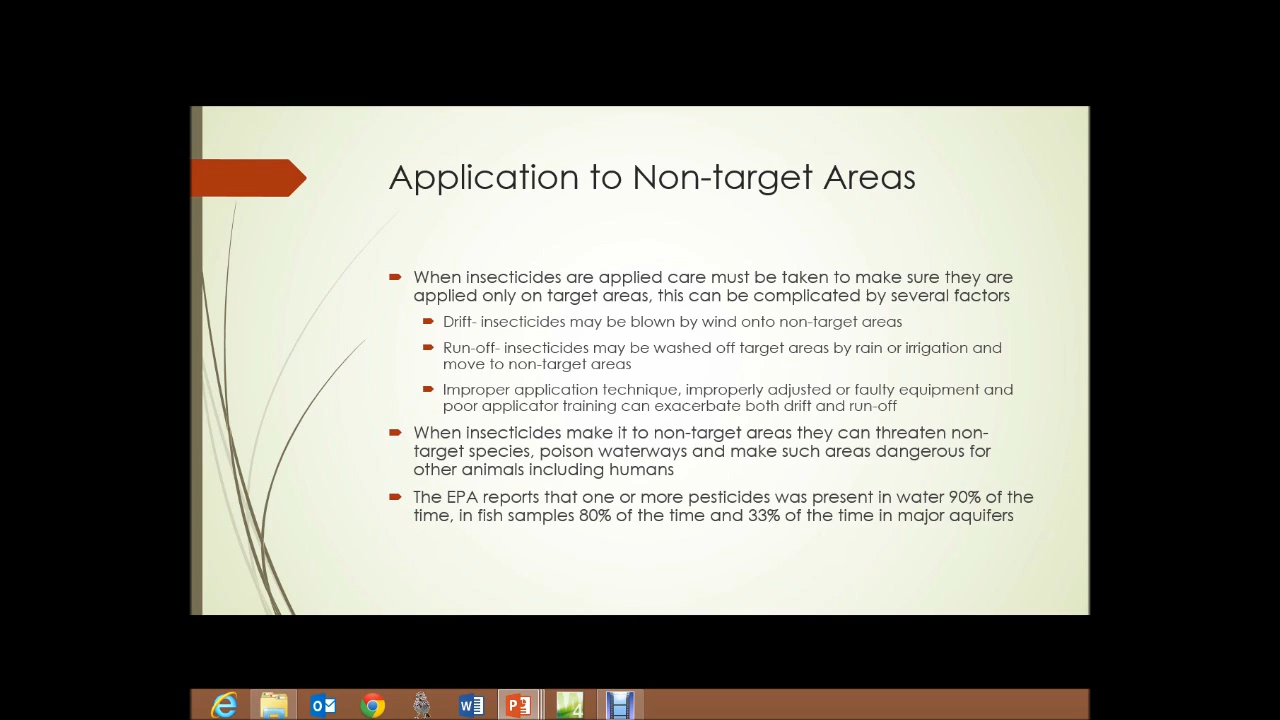 Application to Non-target Areas
When insecticides are applied care must be taken to make sure they are
applied only on target areas, this can be complicated by several factors
Drift- insecticides may be blown by wind onto non-target areas
Run-off- insecticides may be washed off target areas by rain or irrigation and
move to non-target areas
Improper application technique, improperly adjusted or faulty equipment and
poor applicator training can exacerbate both drift and run-off
When insecticides make it to non-target areas they can threaten non-
target species, poison waterways and make such areas dangerous for
other animals including humans
The EPA reports that one or more pesticides was present in water 90% of the
time, in fish samples 80% of the time and 33% of the time in major aquifers